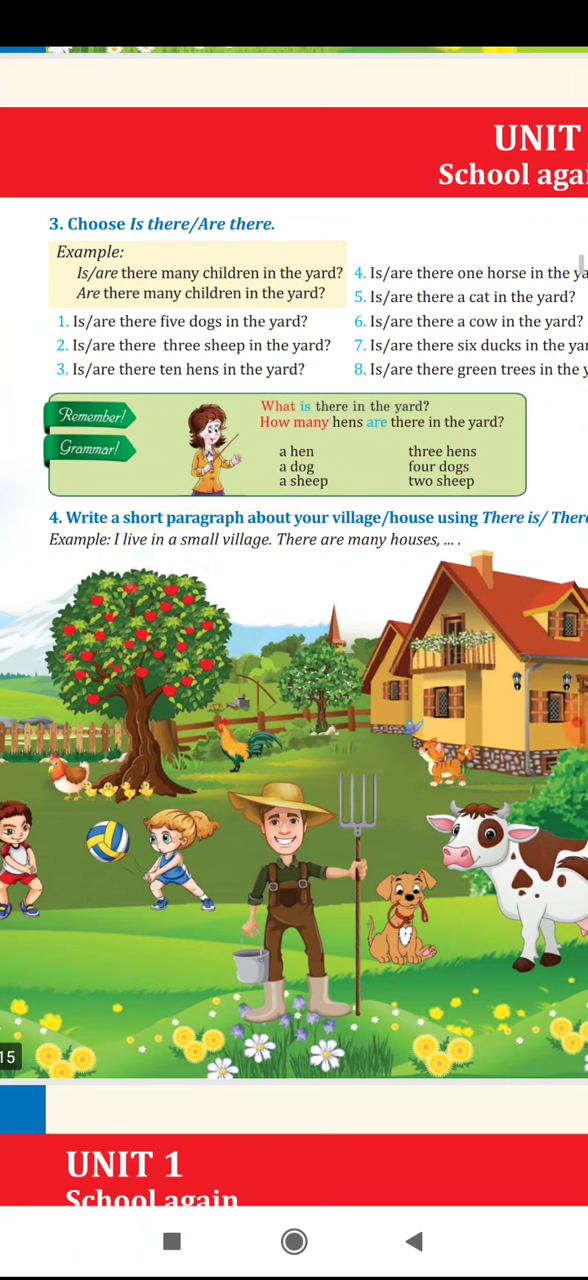 UNIT
School agai
3. Choose Is there/Are there.
Example:
Is/are there many children in the yard?
Are there many children in the yard?
1. Is/are there five dogs in the yard?
2. Is/are there three sheep in the yard?
3. Is/are there ten hens in the yard?
4. Is/are there one horse in the ya
5. Is/are there a cat in the yard?
6. Is/are there a cow in the yard?
7. Is/are there six ducks in the yar
8. Is/are there green trees in the y
Remember!
Grammar!
What is there in the yard?
How many hens are there in the yard?
a hen three hens
a dog four dogs
a sheep two sheep
4. Write a short paragraph about your village/house using There is/ There
Example: I live in a small village. There are many houses, ... .
15
UNIT 1
School again